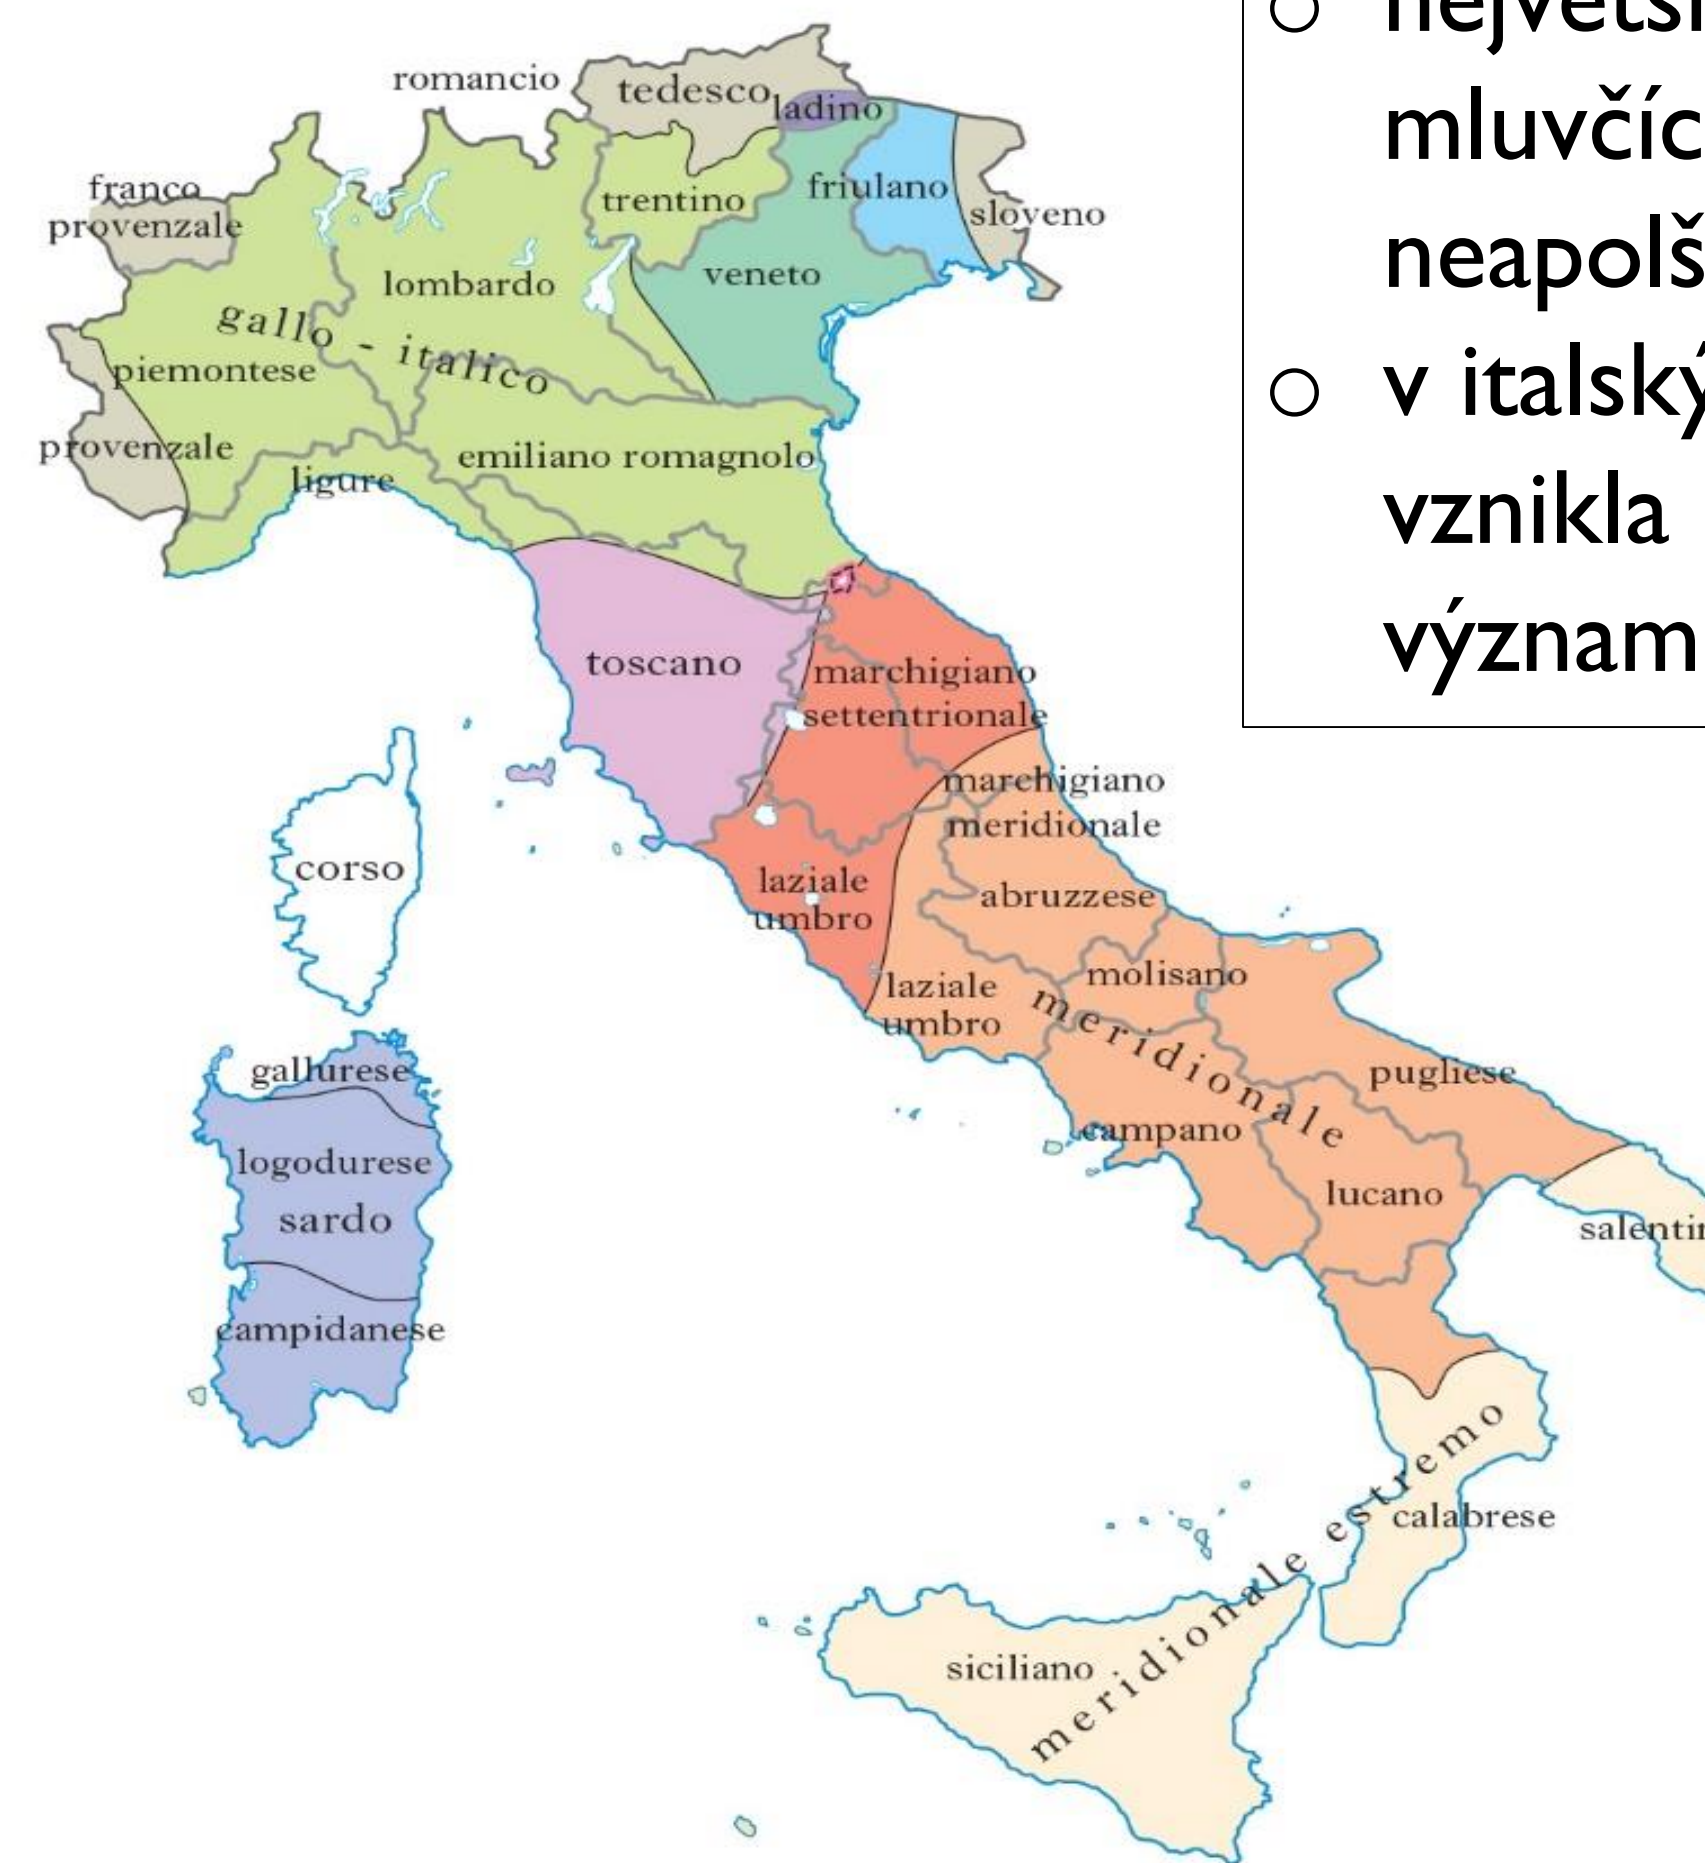 romancio
tedesco
ladino
franco
provenzale
trentino
friulano
sloveno
lombardo
veneto
gallo - italico
piemontese
provenzale
ligure
emiliano romagnolo
toscano
marchigiano
settentrionale
marchigiano
meridionale
corso
laziale
umbro
abruzzese
laziale
umbro
molisano
meridionale
gallurese
pugliese
campano
logodurese
sardo
lucano
campidanese
meridionale estremo
calabrese
siciliano
mluvčíc
neapolš
v italský
vznikla
význam